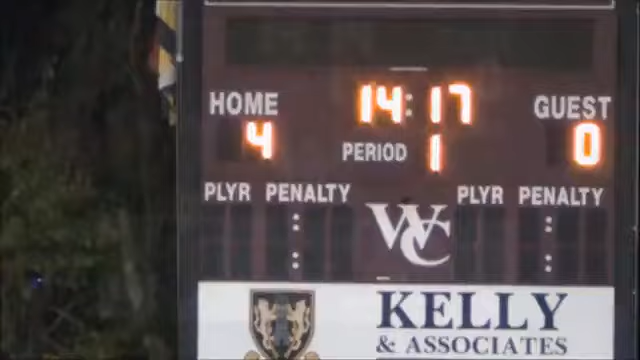 HOME 14:17 GUEST
4 PERIOD 1 0
PLYR PENALTY PLYR PENALTY
: :
WC
: :
KELLY
& ASSOCIATES